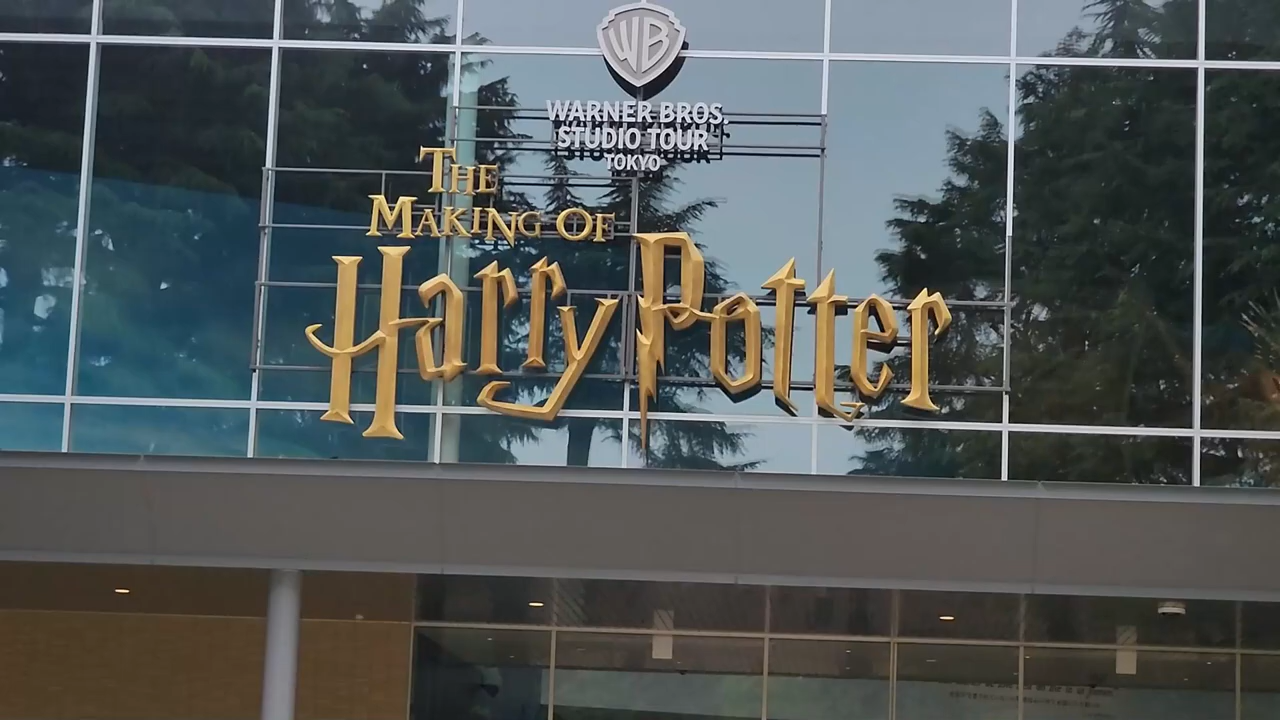 WB
WARNER BROS.
STUDIO TOUR
TOKYO
THE
MAKING OF
Harry Potter